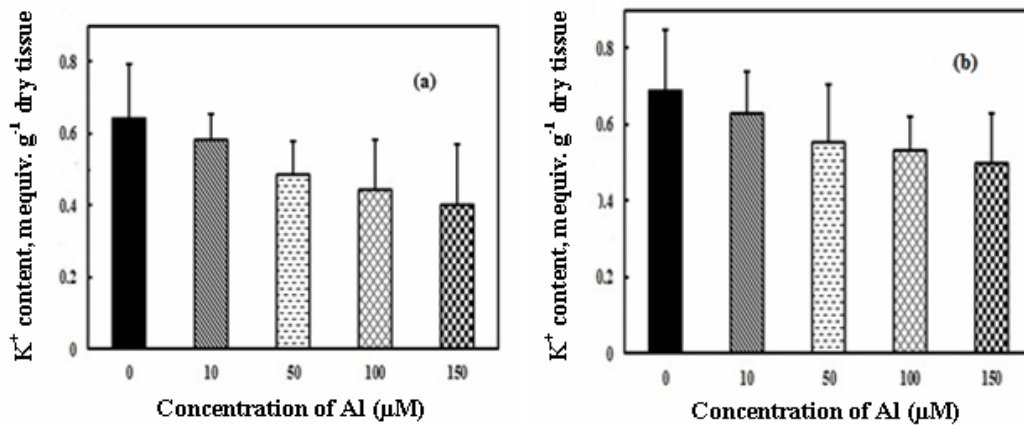 K⁺ content, mequiv. g⁻¹ dry tissue
0.8
0.6
0.4
0.2
0
(a)
0 10 50 100 150
Concentration of Al (µM)
K⁺ content, mequiv. g⁻¹ dry tissue
0.8
0.6
0.4
0.2
0
(b)
0 10 50 100 150
Concentration of Al (µM)